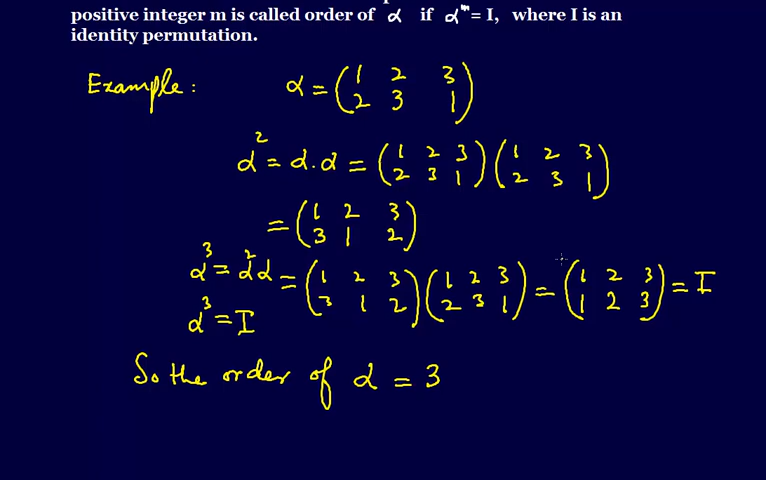 positive integer m is called order of α if α^m = I, where I is an
identity permutation.
Example: α = (1 2 3 / 2 3 1)
α² = α.α = (1 2 3 / 2 3 1) (1 2 3 / 2 3 1)
= (1 2 3 / 3 1 2)
α³ = α²α = (1 2 3 / 3 1 2) (1 2 3 / 2 3 1) = (1 2 3 / 1 2 3) = I
α³ = I
So the order of α = 3